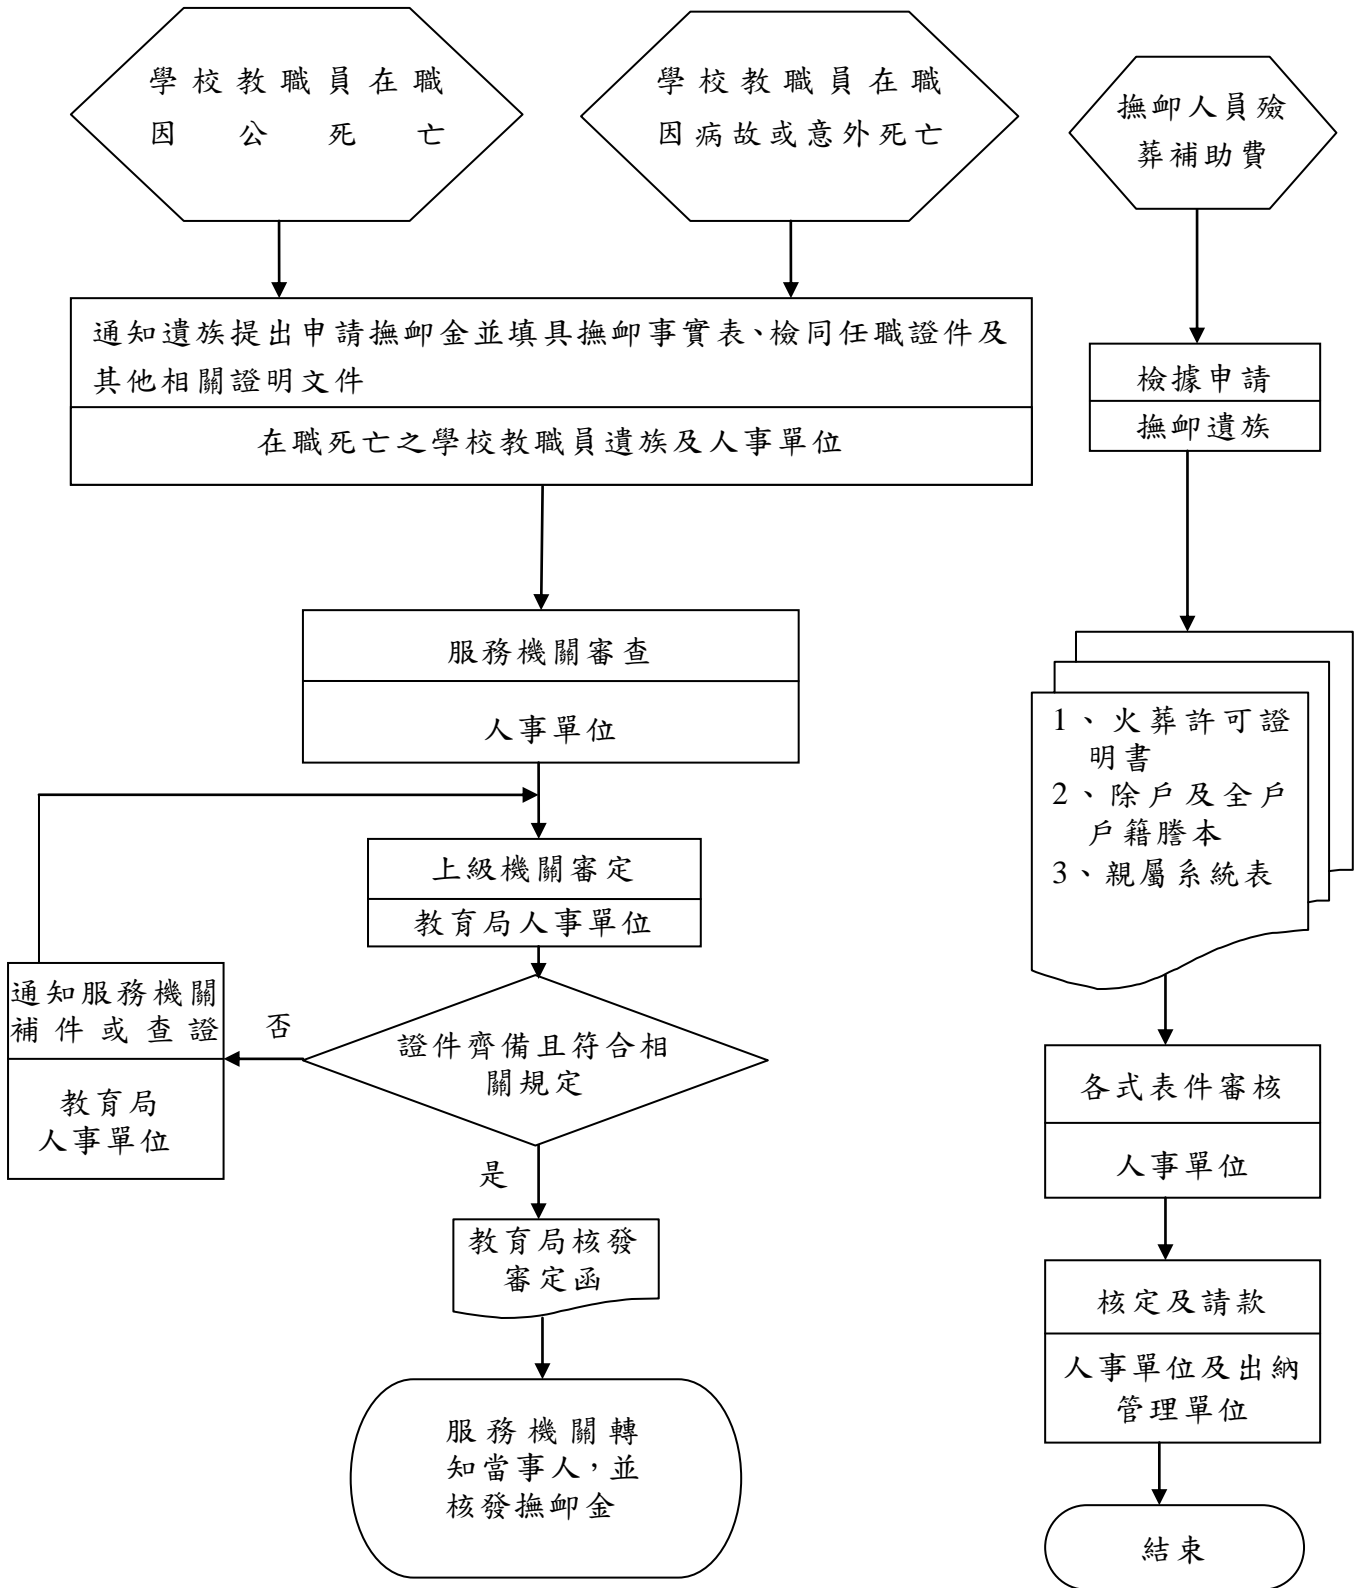 學校教職員在職
因公死亡
學校教職員在職
因病故或意外死亡
撫卹人員殮
葬補助費
通知遺族提出申請撫卹金並填具撫卹事實表、檢同任職證件及
其他相關證明文件
在職死亡之學校教職員遺族及人事單位
檢據申請
撫卹遺族
服務機關審查
人事單位
1、火葬許可證
明書
2、除戶及全戶
戶籍謄本
3、親屬系統表
上級機關審定
教育局人事單位
通知服務機關
補件或查證
教育局
人事單位
否
證件齊備且符合相
關規定
是
各式表件審核
人事單位
教育局核發
審定函
核定及請款
人事單位及出納
管理單位
服務機關轉
知當事人，並
核發撫卹金
結束